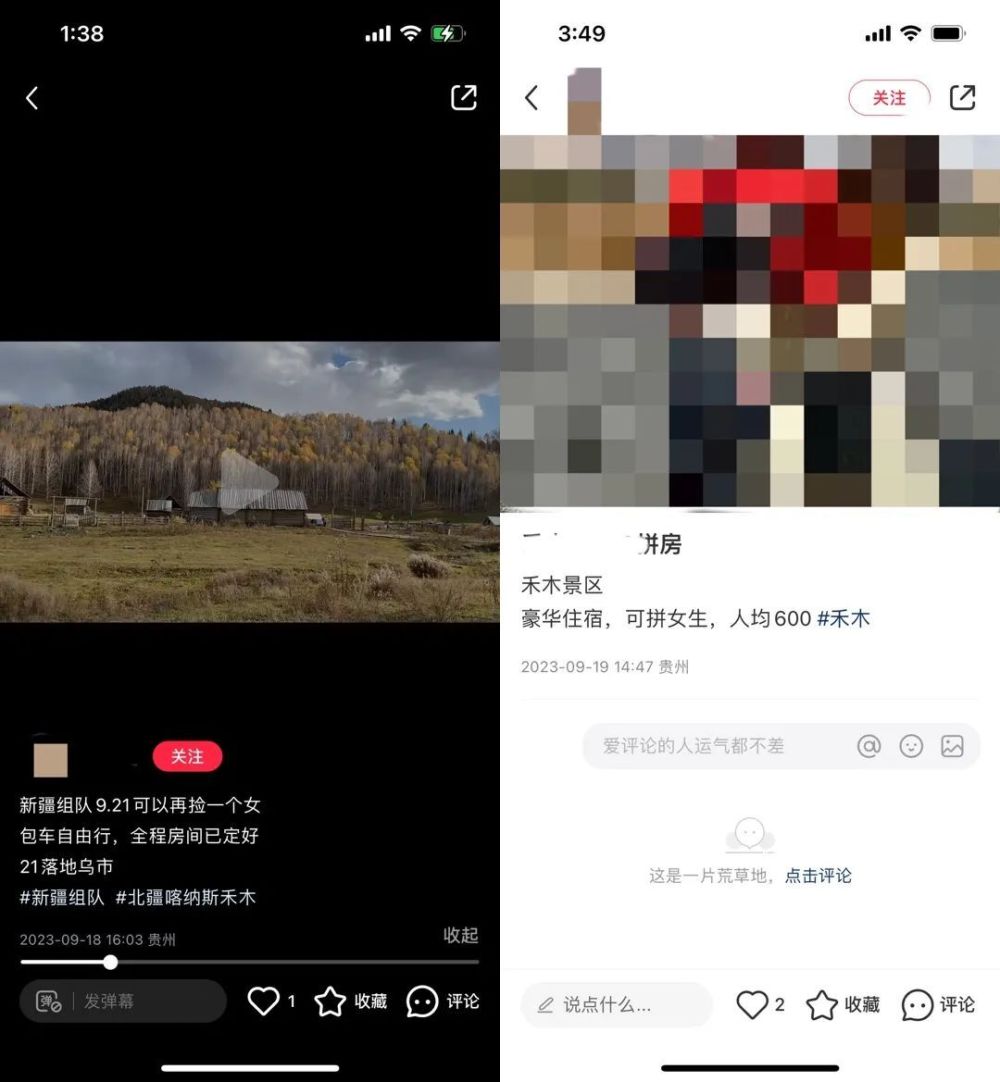 1:38
关注
新疆组队9.21可以再捡一个女
包车自由行，全程房间已定好
21落地乌市
#新疆组队 #北疆喀纳斯禾木
2023-09-18 16:03 贵州
收起
弹
发弹幕
1
收藏
评论
3:49
关注
拼房
禾木景区
豪华住宿，可拼女生，人均600 #禾木
2023-09-19 14:47 贵州
爱评论的人运气都不差
这是一片荒草地，点击评论
说点什么...
2
收藏
评论